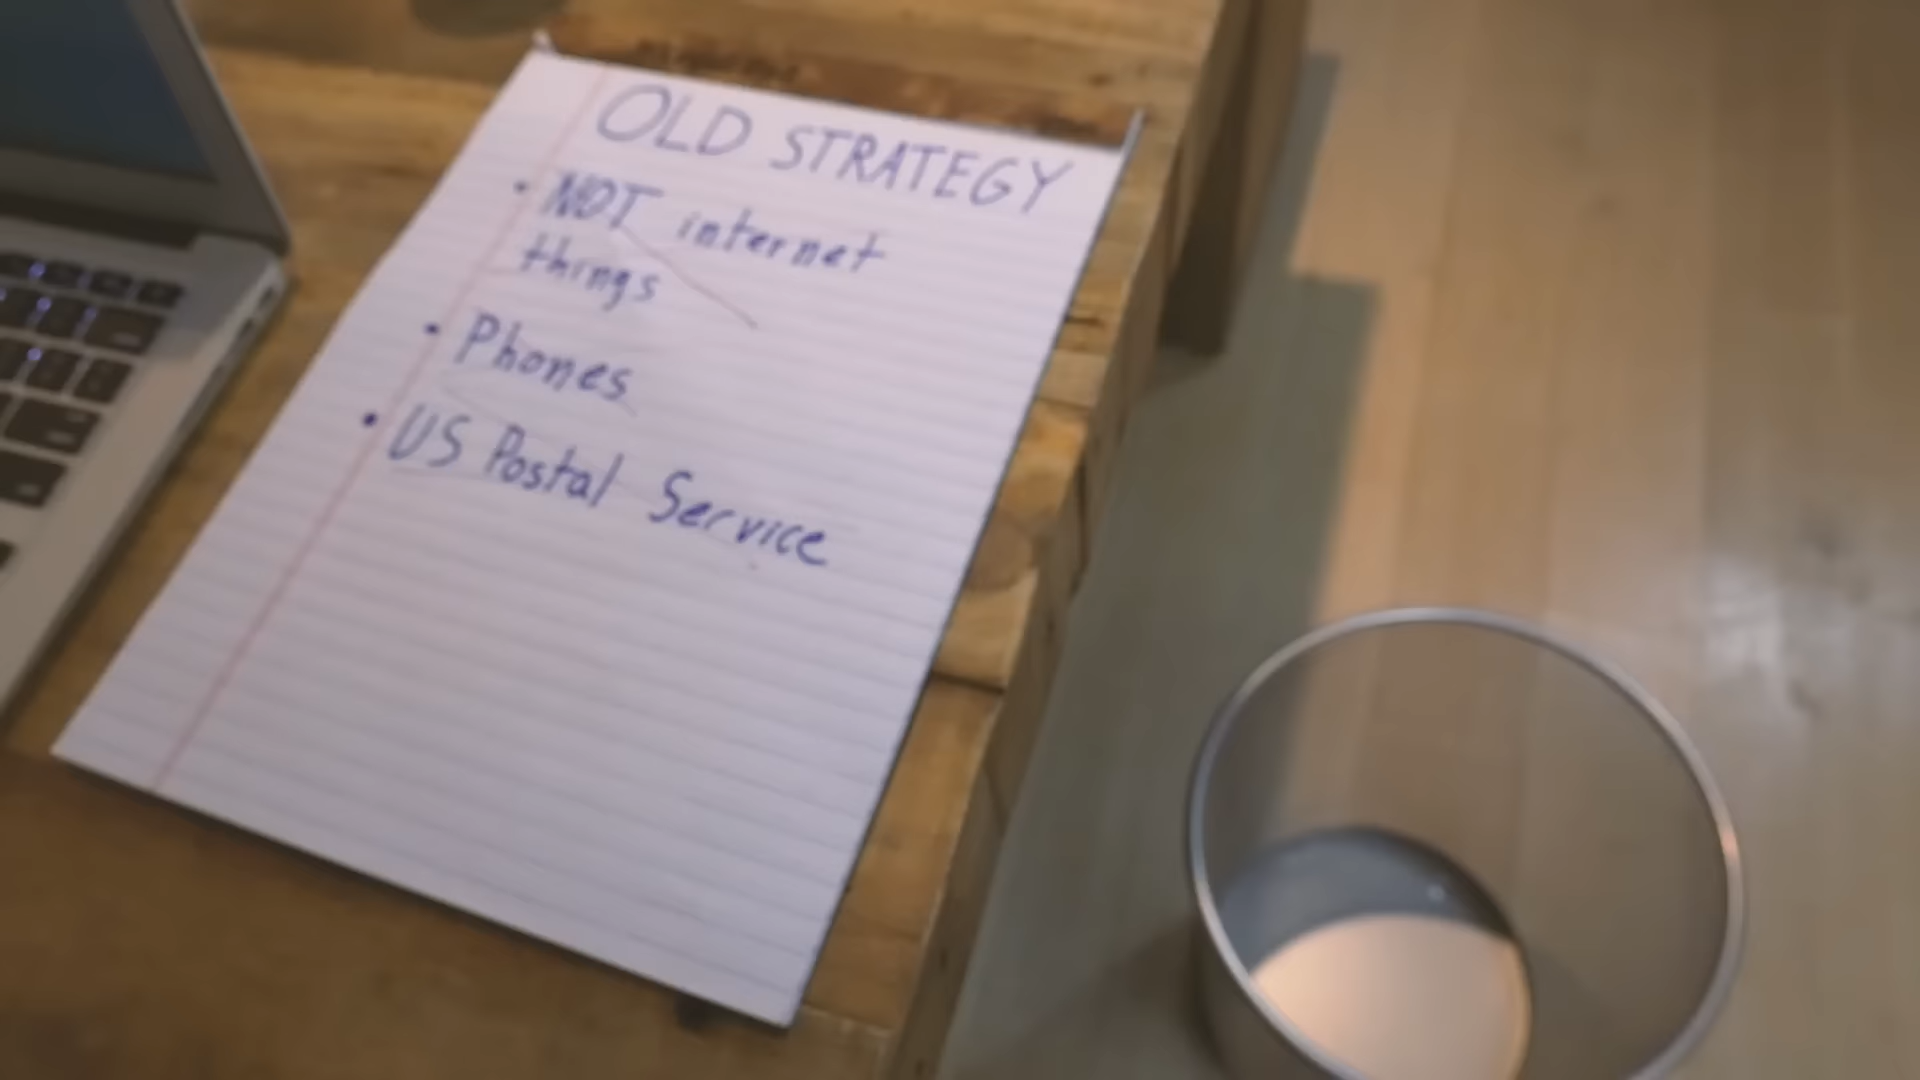 OLD STRATEGY
• NOT internet
things
• Phones
• US Postal Service